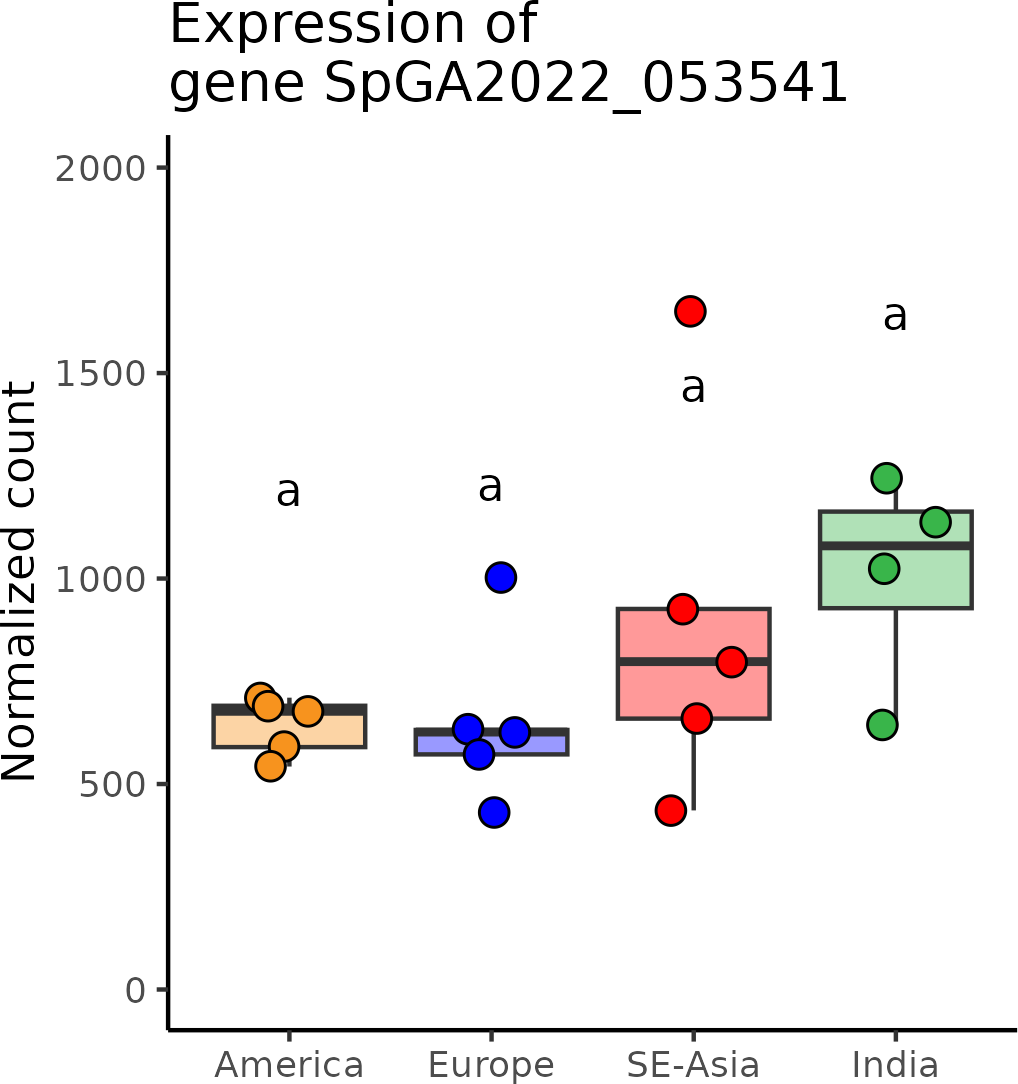 Expression of
gene SpGA2022_053541
Normalized count
2000
1500
1000
500
0
a
a
a
a
America
Europe
SE-Asia
India